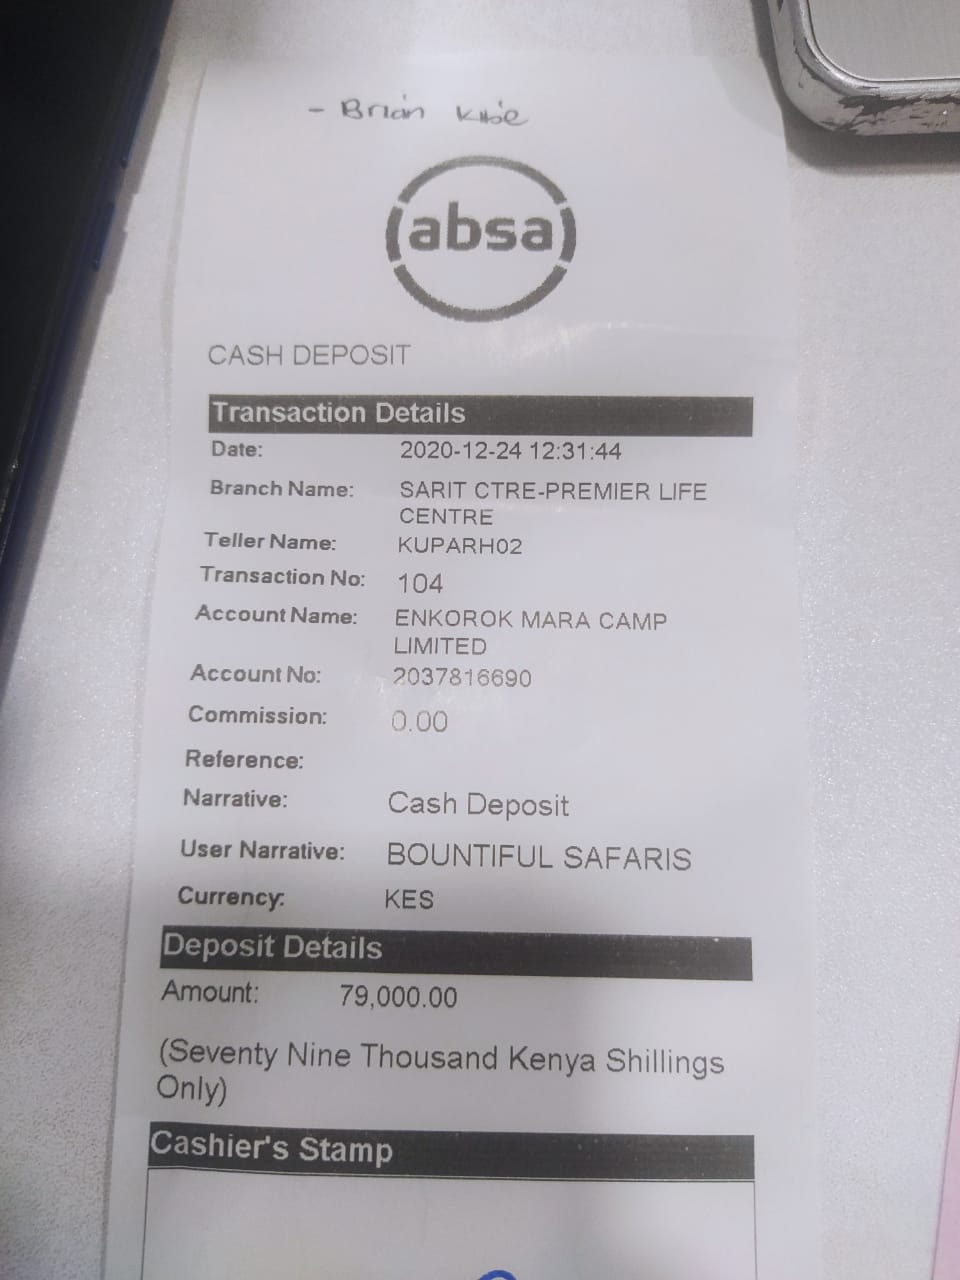 - Brian Kibe
absa
CASH DEPOSIT
Transaction Details
Date: 2020-12-24 12:31:44
Branch Name: SARIT CTRE-PREMIER LIFE
CENTRE
Teller Name: KUPARH02
Transaction No: 104
Account Name: ENKOROK MARA CAMP
LIMITED
Account No: 2037816690
Commission: 0.00
Reference:
Narrative: Cash Deposit
User Narrative: BOUNTIFUL SAFARIS
Currency: KES
Deposit Details
Amount: 79,000.00
(Seventy Nine Thousand Kenya Shillings
Only)
Cashier's Stamp